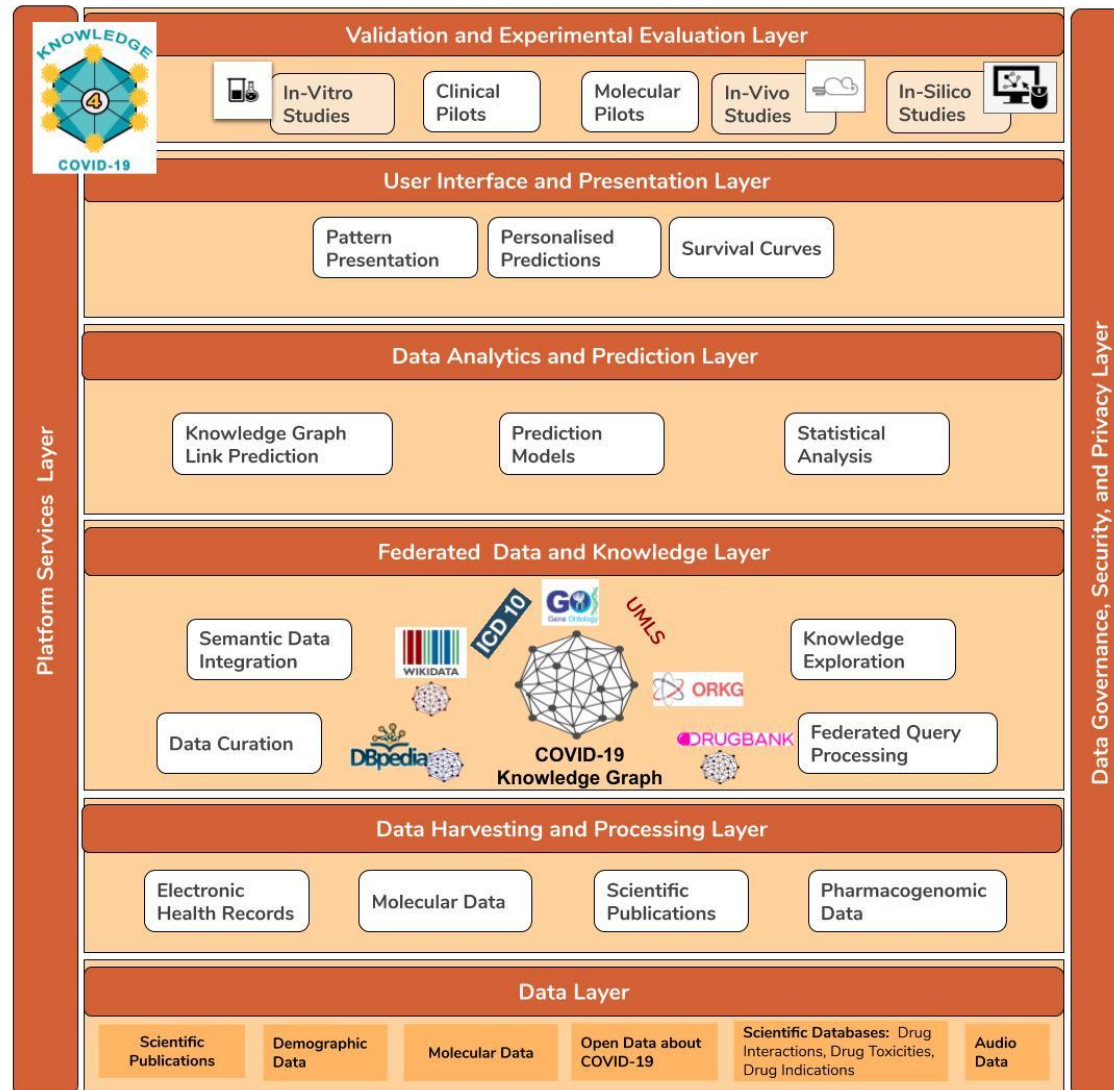 KNOWLEDGE
4
COVID-19
Validation and Experimental Evaluation Layer
In-Vitro
Studies
Clinical
Pilots
Molecular
Pilots
In-Vivo
Studies
In-Silico
Studies
User Interface and Presentation Layer
Pattern
Presentation
Personalised
Predictions
Survival Curves
Data Analytics and Prediction Layer
Knowledge Graph
Link Prediction
Prediction
Models
Statistical
Analysis
Federated Data and Knowledge Layer
Semantic Data
Integration
WIKIDATA
ICD 10
GO
Gene Ontology
UMLS
ORKG
Knowledge
Exploration
Data Curation
DBpedia
COVID-19
Knowledge Graph
DRUGBANK
Federated Query
Processing
Data Harvesting and Processing Layer
Electronic
Health Records
Molecular Data
Scientific
Publications
Pharmacogenomic
Data
Data Layer
Scientific
Publications
Demographic
Data
Molecular Data
Open Data about
COVID-19
Scientific Databases: Drug
Interactions, Drug Toxicities,
Drug Indications
Audio
Data
Platform Services Layer
Data Governance, Security, and Privacy Layer